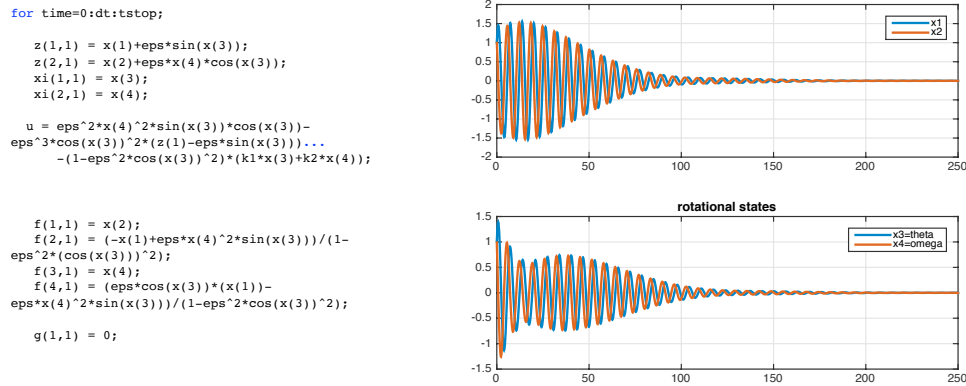 for time=0:dt:tstop;
z(1,1) = x(1)+eps*sin(x(3));
z(2,1) = x(2)+eps*x(4)*cos(x(3));
xi(1,1) = x(3);
xi(2,1) = x(4);
u = eps^2*x(4)^2*sin(x(3))*cos(x(3))-
eps^3*cos(x(3))^2*(z(1)-eps*sin(x(3)))...
-(1-eps^2*cos(x(3))^2)*(k1*x(3)+k2*x(4));
f(1,1) = x(2);
f(2,1) = (-x(1)+eps*x(4)^2*sin(x(3)))/(1-
eps^2*(cos(x(3)))^2);
f(3,1) = x(4);
f(4,1) = (eps*cos(x(3))*(x(1))-
eps*x(4)^2*sin(x(3)))/(1-eps^2*cos(x(3))^2);
g(1,1) = 0;
2
1.5
1
0.5
0
-0.5
-1
-1.5
-2
x1
x2
0 50 100 150 200 250
rotational states
1.5
1
0.5
0
-0.5
-1
-1.5
x3=theta
x4=omega
0 50 100 150 200 250